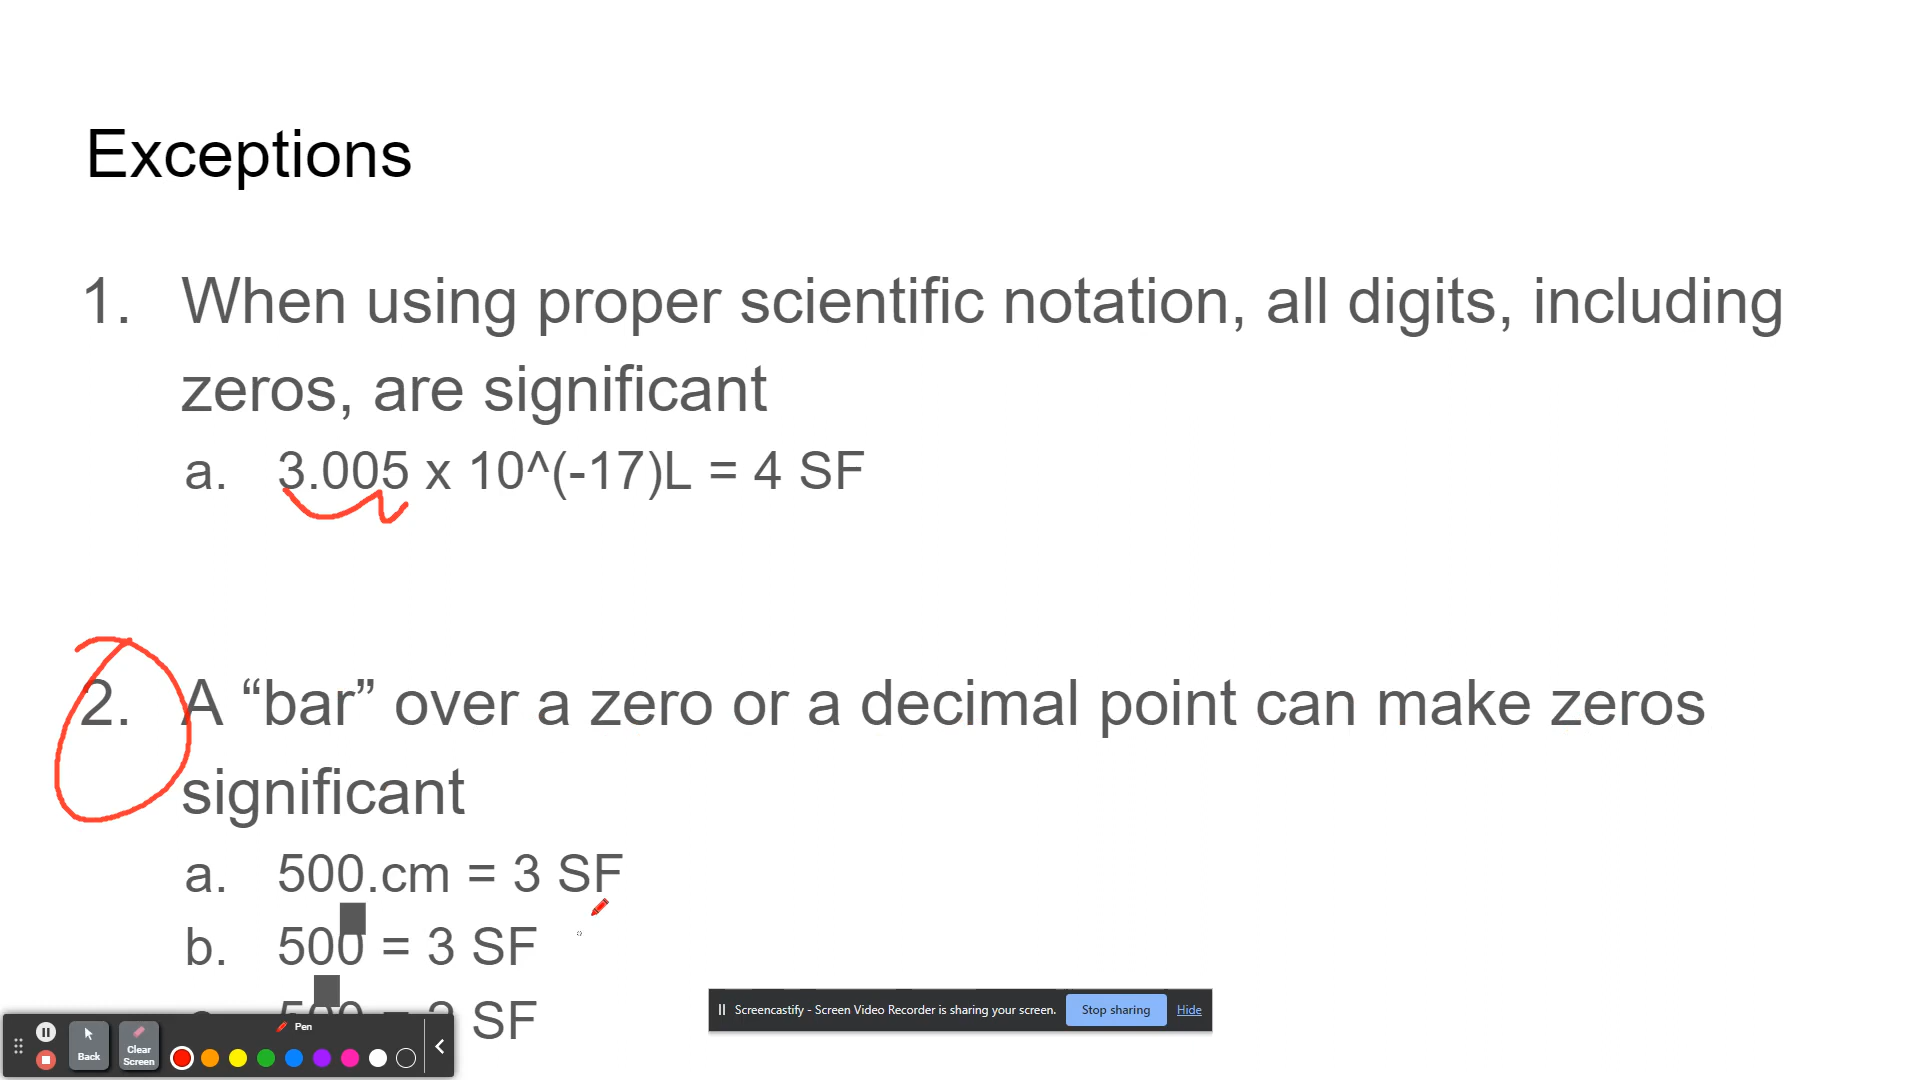 Exceptions
1. When using proper scientific notation, all digits, including
zeros, are significant
a. 3.005 x 10^(-17)L = 4 SF
2. A “bar” over a zero or a decimal point can make zeros
significant
a. 500.cm = 3 SF
b. 500 = 3 SF
500 = 2 SF
Screencastify - Screen Video Recorder is sharing your screen. Stop sharing Hide
Pen
Back
Clear
Screen